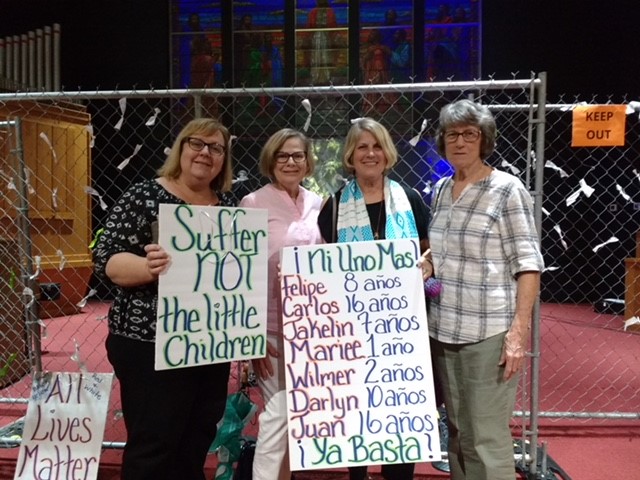 KEEP
OUT
Suffer
NOT
the little
Children
¡Ni Uno Mas!
Felipe 8 años
Carlos 16 años
Jakelin 7 años
Mariee 1 año
Wilmer 2 años
Darlyn 10 años
Juan 16 años
¡Ya Basta!
All
white
Lives
Matter